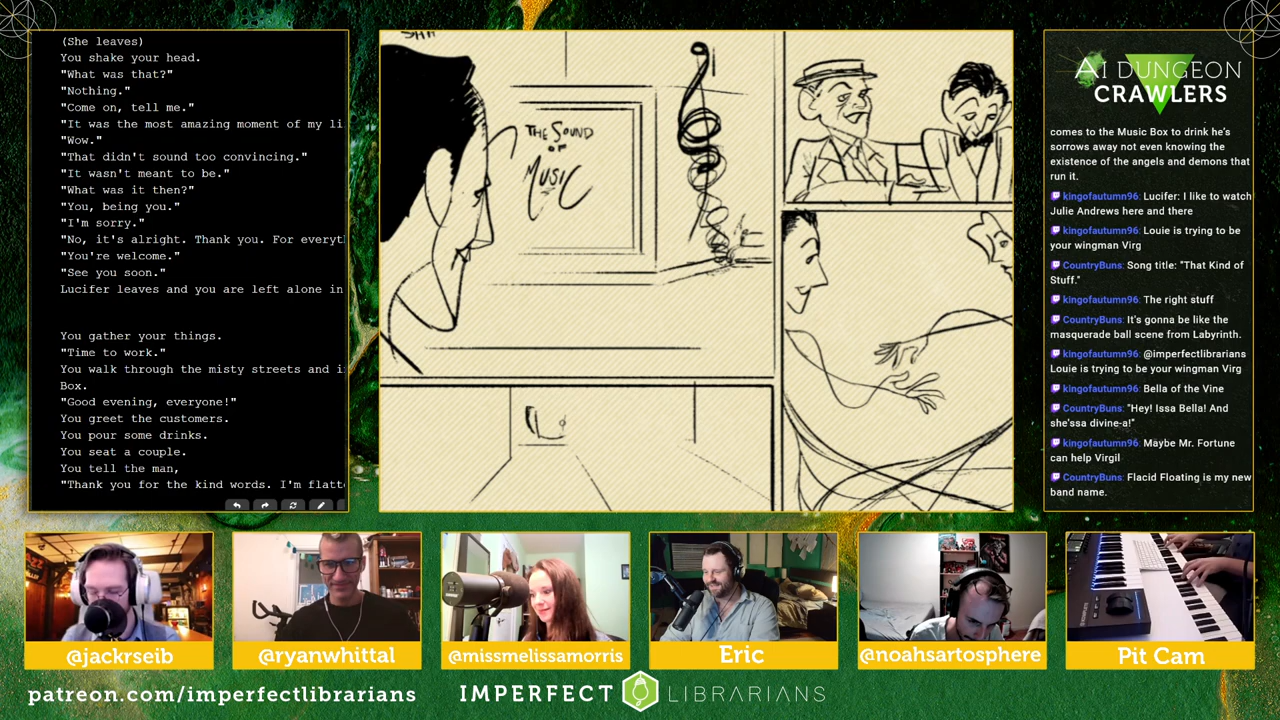 (She leaves)
You shake your head.
"What was that?"
"Nothing."
"Come on, tell me."
"It was the most amazing moment of my li
"Wow."
"That didn't sound too convincing."
"It wasn't meant to be."
"What was it then?"
"You, being you."
"I'm sorry."
"No, it's alright. Thank you. For everyt
"You're welcome."
"See you soon."
Lucifer leaves and you are left alone in
You gather your things.
"Time to work."
You walk through the misty streets and i
Box.
"Good evening, everyone!"
You greet the customers.
You pour some drinks.
You seat a couple.
You tell the man,
"Thank you for the kind words. I'm flatt
THE SOUND
OF
MUSIC
AI DUNGEON
CRAWLERS
comes to the Music Box to drink he's
sorrows away not even knowing the
existence of the angels and demons that
run it.
kingofautumn96: Lucifer: I like to watch
Julie Andrews here and there
kingofautumn96: Louie is trying to be
your wingman Virg
CountryBuns: Song title: "That Kind of
Stuff."
kingofautumn96: The right stuff
CountryBuns: It's gonna be like the
masquerade ball scene from Labyrinth.
kingofautumn96: @imperfectlibrarians
Louie is trying to be your wingman Virg
kingofautumn96: Bella of the Vine
CountryBuns: "Hey! Issa Bella! And
she'ssa divine-a!"
kingofautumn96: Maybe Mr. Fortune
can help Virgil
CountryBuns: Flacid Floating is my new
band name.
@jackrseib
@ryanwhittal
@missmelissamorris
Eric
@noahsartosphere
Pit Cam
patreon.com/imperfectlibrarians
IMPERFECT LIBRARIANS